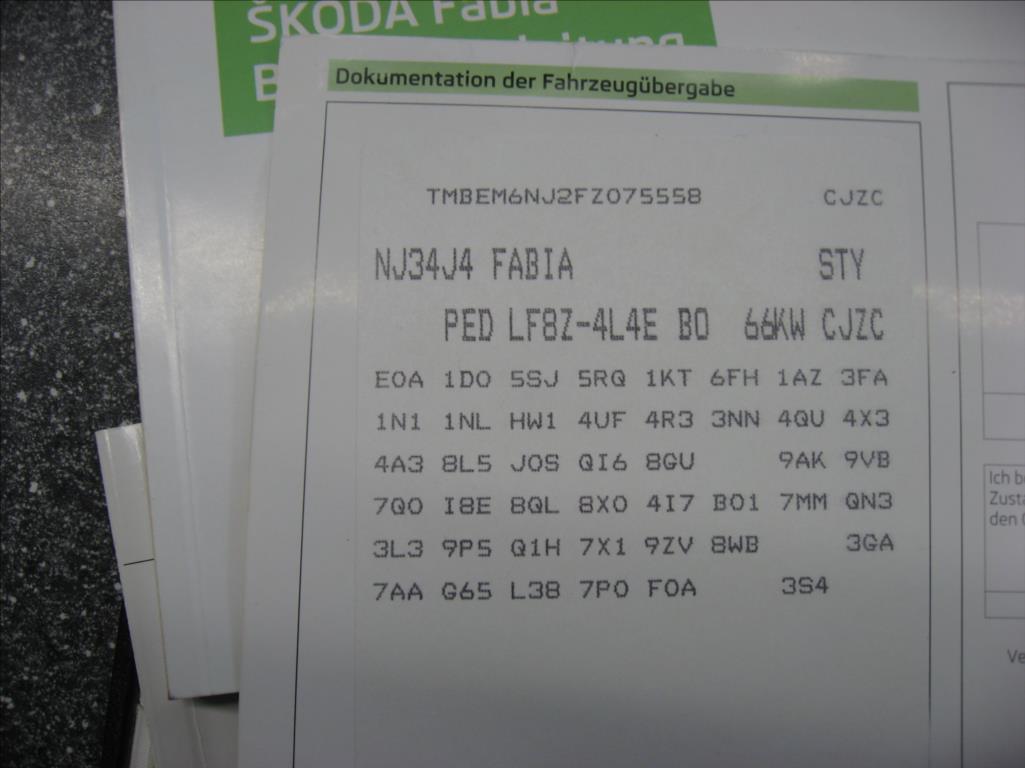 ŠKODA Fabia
Dokumentation der Fahrzeugübergabe
TMBEM6NJ2FZ075558 CJZC
NJ34J4 FABIA STY
PED LF8Z-4L4E B0 66KW CJZC
E0A 1D0 5SJ 5RQ 1KT 6FH 1AZ 3FA
1N1 1NL HW1 4UF 4R3 3NN 4QU 4X3
4A3 8L5 J0S QI6 8GU 9AK 9VB
7Q0 I8E 8QL 8X0 4I7 B01 7MM QN3
3L3 9P5 Q1H 7X1 9ZV 8WB 3GA
7AA G65 L38 7P0 F0A 3S4
Ich
den